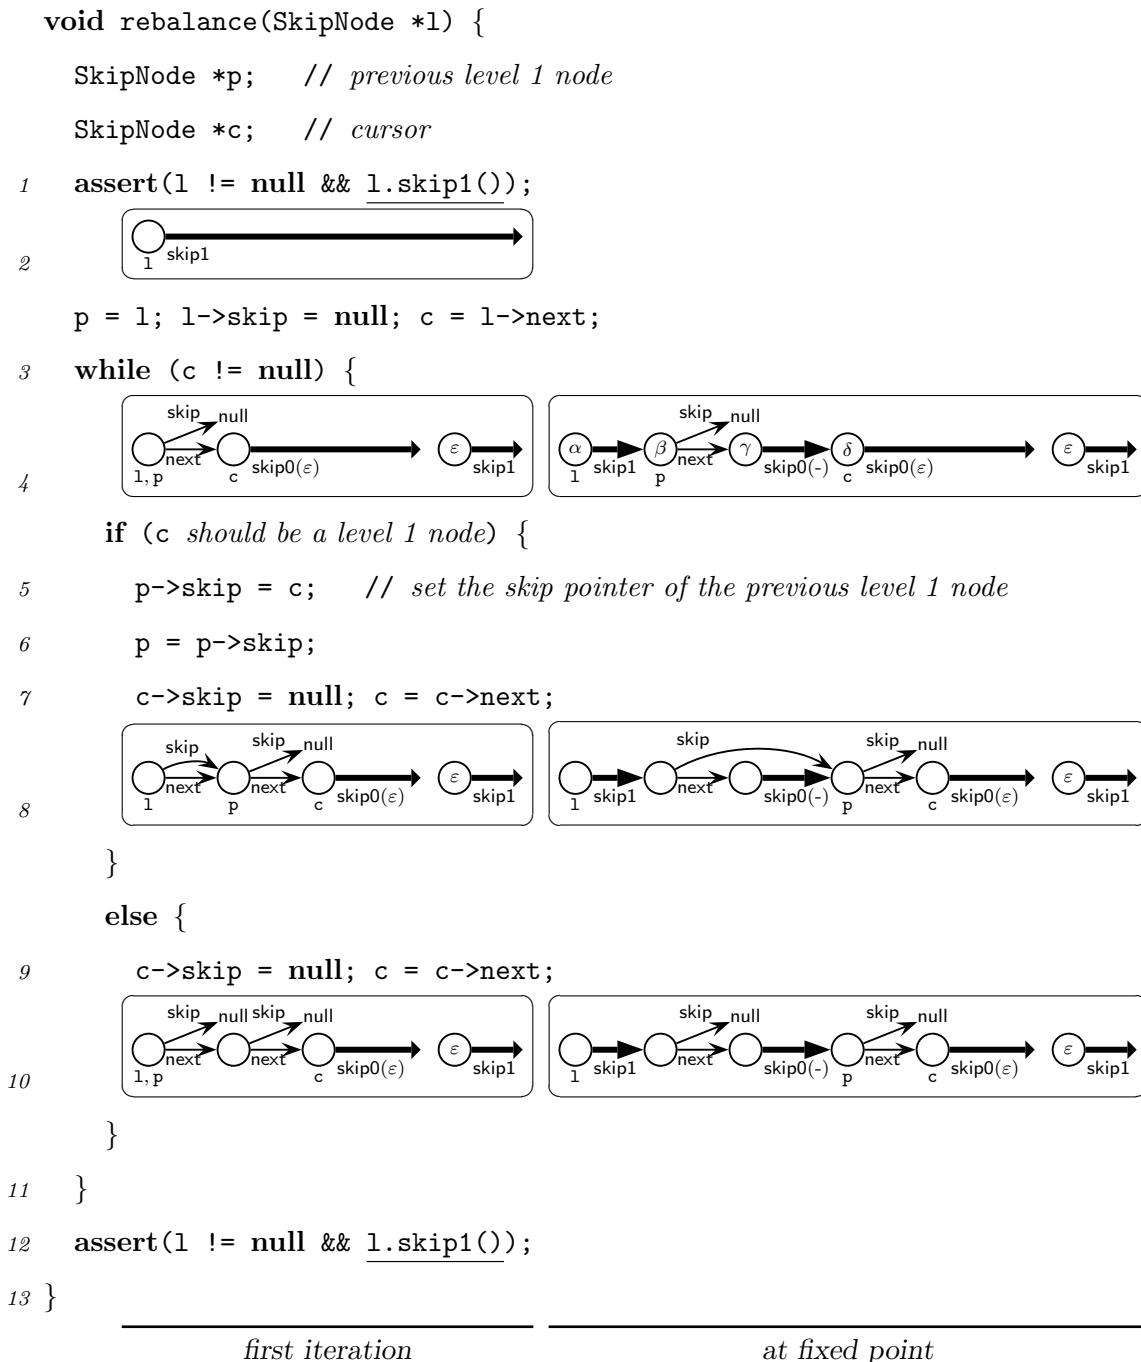 void rebalance(SkipNode *l) {
SkipNode *p; // previous level 1 node
SkipNode *c; // cursor
1 assert(l != null && l.skip1());
2 l skip1
p = l; l->skip = null; c = l->next;
3 while (c != null) {
skip null skip null
ε α β γ δ ε
next skip0(ε) skip1 skip1 next skip0(-) skip0(ε) skip1
4 l, p c l p c
if (c should be a level 1 node) {
5 p->skip = c; // set the skip pointer of the previous level 1 node
6 p = p->skip;
7 c->skip = null; c = c->next;
skip skip null skip skip null
ε ε
next next skip0(ε) skip1 skip1 next skip0(-) next skip0(ε) skip1
8 l p c l p c
}
else {
9 c->skip = null; c = c->next;
skip null skip null skip null skip null
ε ε
next next skip0(ε) skip1 skip1 next skip0(-) next skip0(ε) skip1
10 l, p c l p c
}
11 }
12 assert(l != null && l.skip1());
13 }
first iteration at fixed point